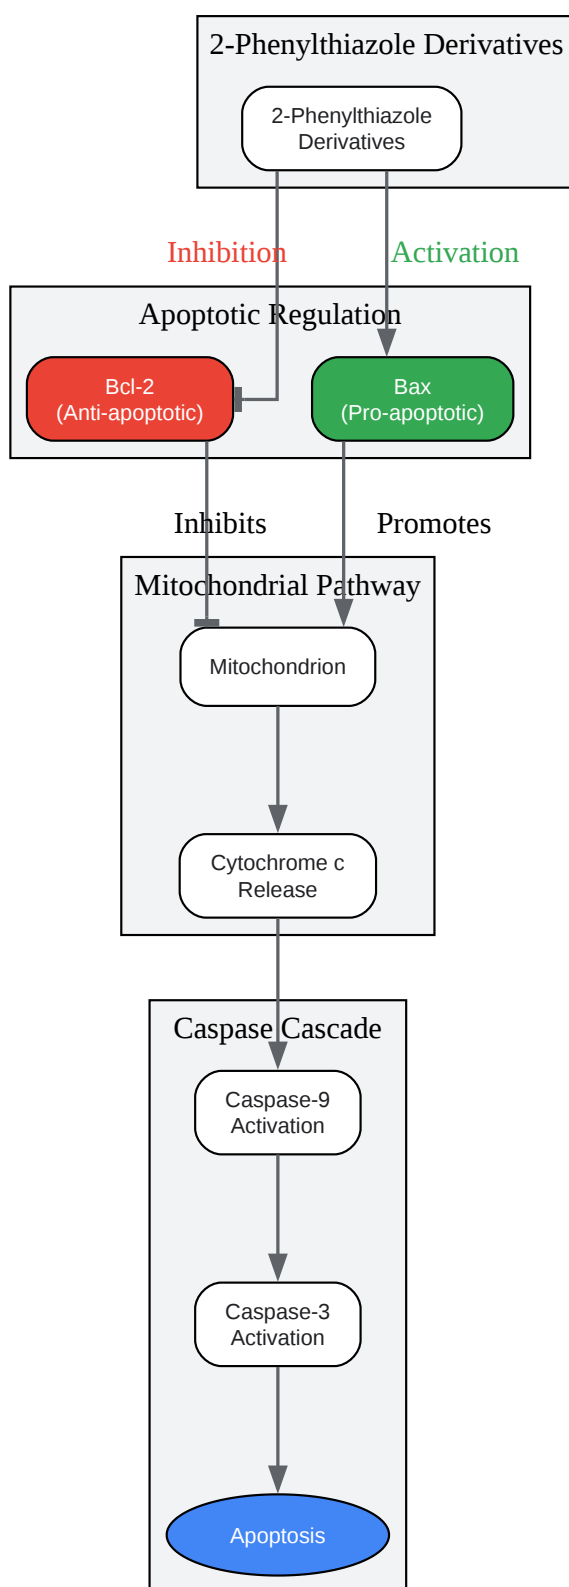 2-Phenylthiazole Derivatives
2-Phenylthiazole
Derivatives
Inhibition
Activation
Apoptotic Regulation
Bcl-2
(Anti-apoptotic)
Bax
(Pro-apoptotic)
Inhibits
Promotes
Mitochondrial Pathway
Mitochondrion
Cytochrome c
Release
Caspase Cascade
Caspase-9
Activation
Caspase-3
Activation
Apoptosis